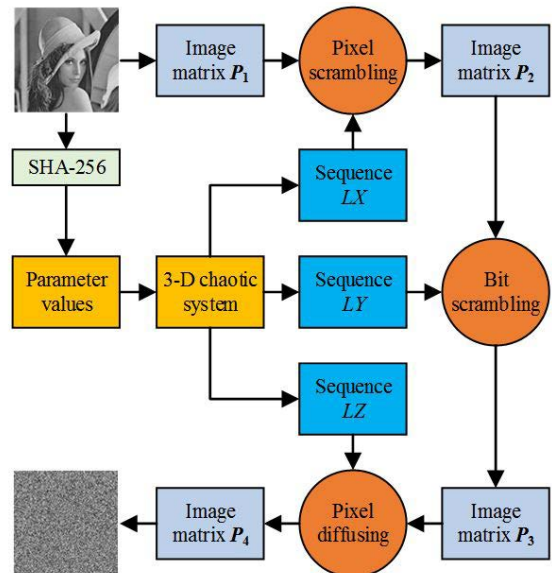 Image
matrix P₁
Pixel
scrambling
Image
matrix P₂
SHA-256
Sequence
LX
Parameter
values
3-D chaotic
system
Sequence
LY
Bit
scrambling
Sequence
LZ
Image
matrix P₄
Pixel
diffusing
Image
matrix P₃